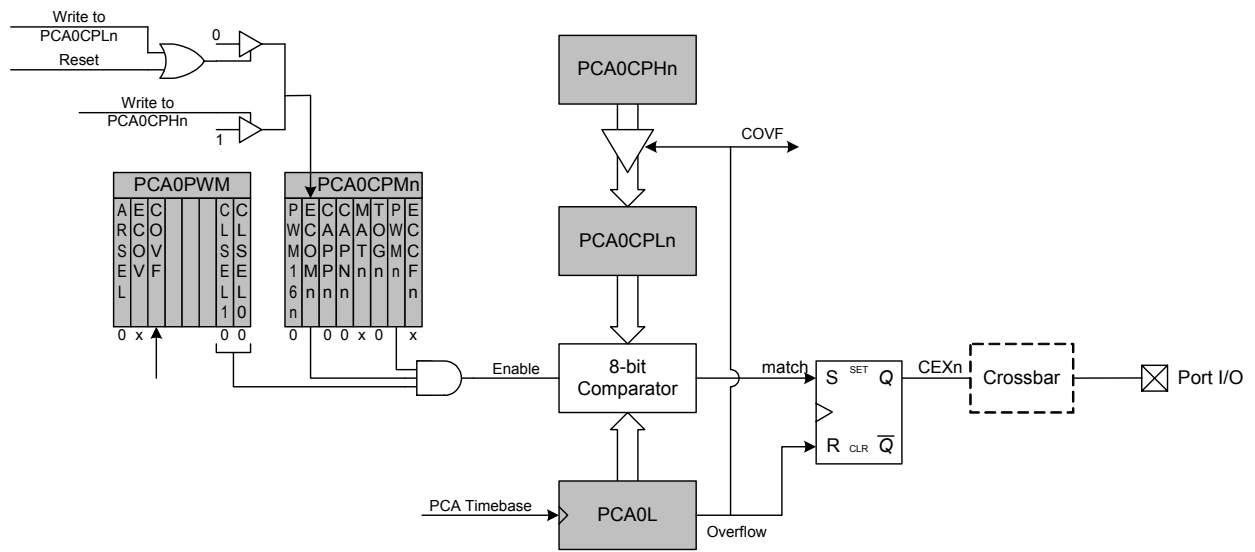 Write to
PCA0CPLn
Reset
0
Write to
PCA0CPHn
1
PCA0CPHn
COVF
PCA0PWM
ARSEL
ECOV
COVF
CLSEL1
CLSEL0
0 x 0 0
PCA0CPMn
PWM16n
ECOMn
CAPPn
CAPNn
MATn
TOGn
PWMn
ECCFn
0 0 0 x 0 x
PCA0CPLn
Enable
8-bit
Comparator
match
S SET Q
R CLR Q
CEXn
Crossbar
Port I/O
PCA Timebase
PCA0L
Overflow